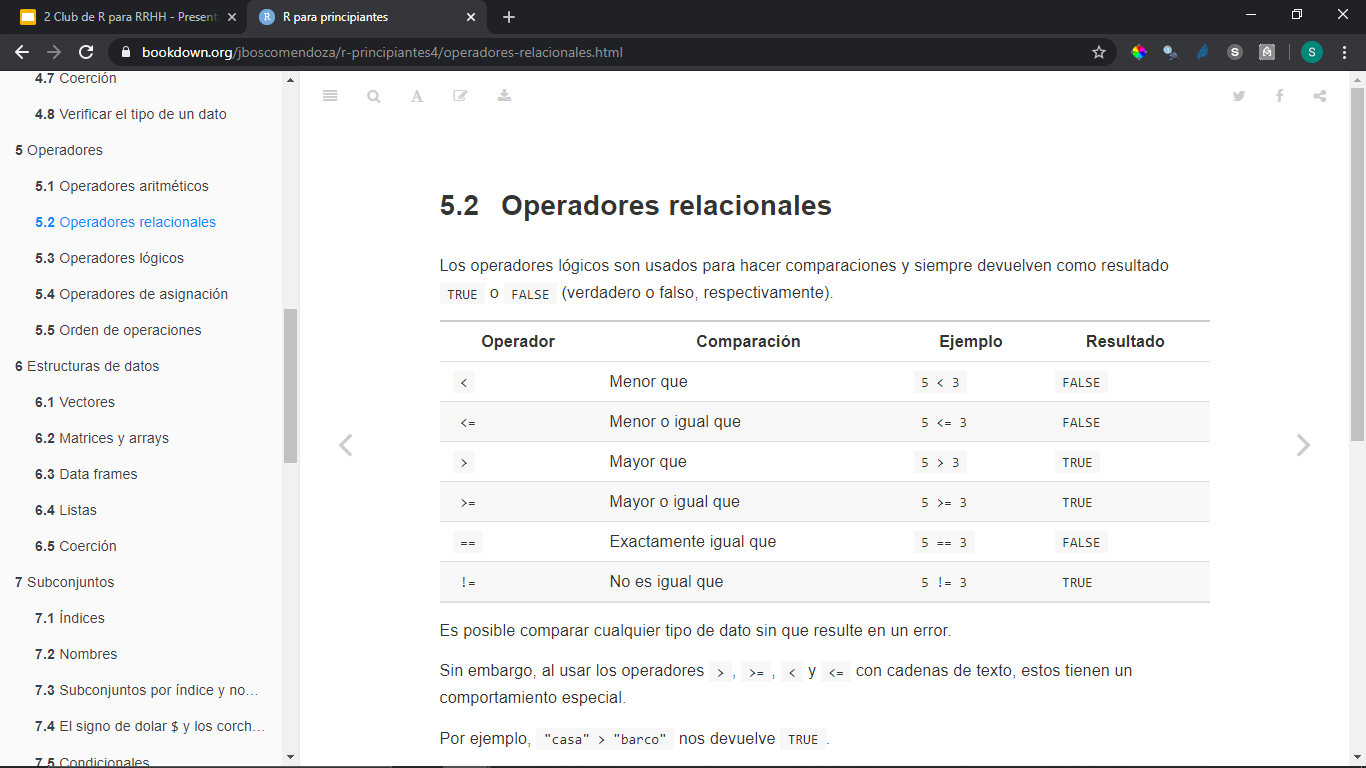 2 Club de R para RRHH - Present
R para principiantes
bookdown.org/jboscomendoza/r-principiantes4/operadores-relacionales.html
S
S
4.7 Coerción
4.8 Verificar el tipo de un dato
5 Operadores
5.1 Operadores aritméticos
5.2 Operadores relacionales
5.3 Operadores lógicos
5.4 Operadores de asignación
5.5 Orden de operaciones
6 Estructuras de datos
6.1 Vectores
6.2 Matrices y arrays
6.3 Data frames
6.4 Listas
6.5 Coerción
7 Subconjuntos
7.1 Índices
7.2 Nombres
7.3 Subconjuntos por índice y no...
7.4 El signo de dolar $ y los corch...
7.5 Condicionales
5.2 Operadores relacionales
Los operadores lógicos son usados para hacer comparaciones y siempre devuelven como resultado
TRUE o FALSE (verdadero o falso, respectivamente).
Operador Comparación Ejemplo Resultado
< Menor que 5 < 3 FALSE
<= Menor o igual que 5 <= 3 FALSE
> Mayor que 5 > 3 TRUE
>= Mayor o igual que 5 >= 3 TRUE
== Exactamente igual que 5 == 3 FALSE
!= No es igual que 5 != 3 TRUE
Es posible comparar cualquier tipo de dato sin que resulte en un error.
Sin embargo, al usar los operadores > , >= , < y <= con cadenas de texto, estos tienen un
comportamiento especial.
Por ejemplo, "casa" > "barco" nos devuelve TRUE .